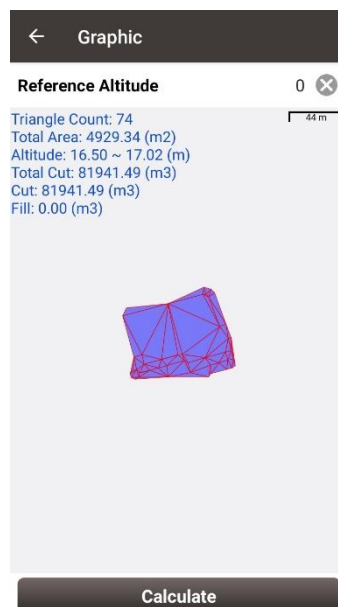 Graphic
Reference Altitude 0
44 m
Triangle Count: 74
Total Area: 4929.34 (m2)
Altitude: 16.50 ~ 17.02 (m)
Total Cut: 81941.49 (m3)
Cut: 81941.49 (m3)
Fill: 0.00 (m3)
Calculate